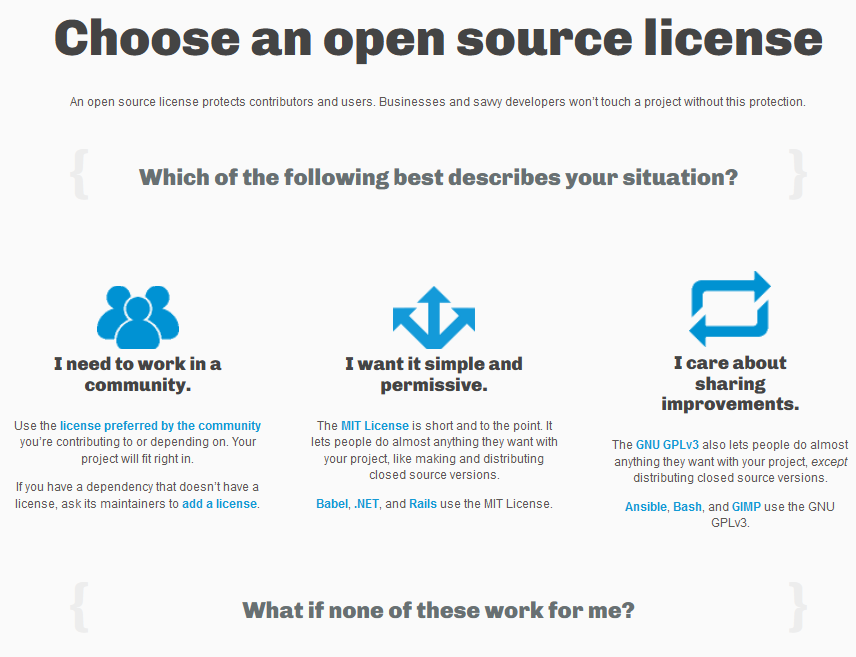 Choose an open source license
An open source license protects contributors and users. Businesses and savvy developers won't touch a project without this protection.
{ Which of the following best describes your situation? }
I need to work in a
community.
Use the license preferred by the community
you're contributing to or depending on. Your
project will fit right in.
If you have a dependency that doesn't have a
license, ask its maintainers to add a license.
I want it simple and
permissive.
The MIT License is short and to the point. It
lets people do almost anything they want with
your project, like making and distributing
closed source versions.
Babel, .NET, and Rails use the MIT License.
I care about
sharing
improvements.
The GNU GPLv3 also lets people do almost
anything they want with your project, except
distributing closed source versions.
Ansible, Bash, and GIMP use the GNU
GPLv3.
{ What if none of these work for me? }